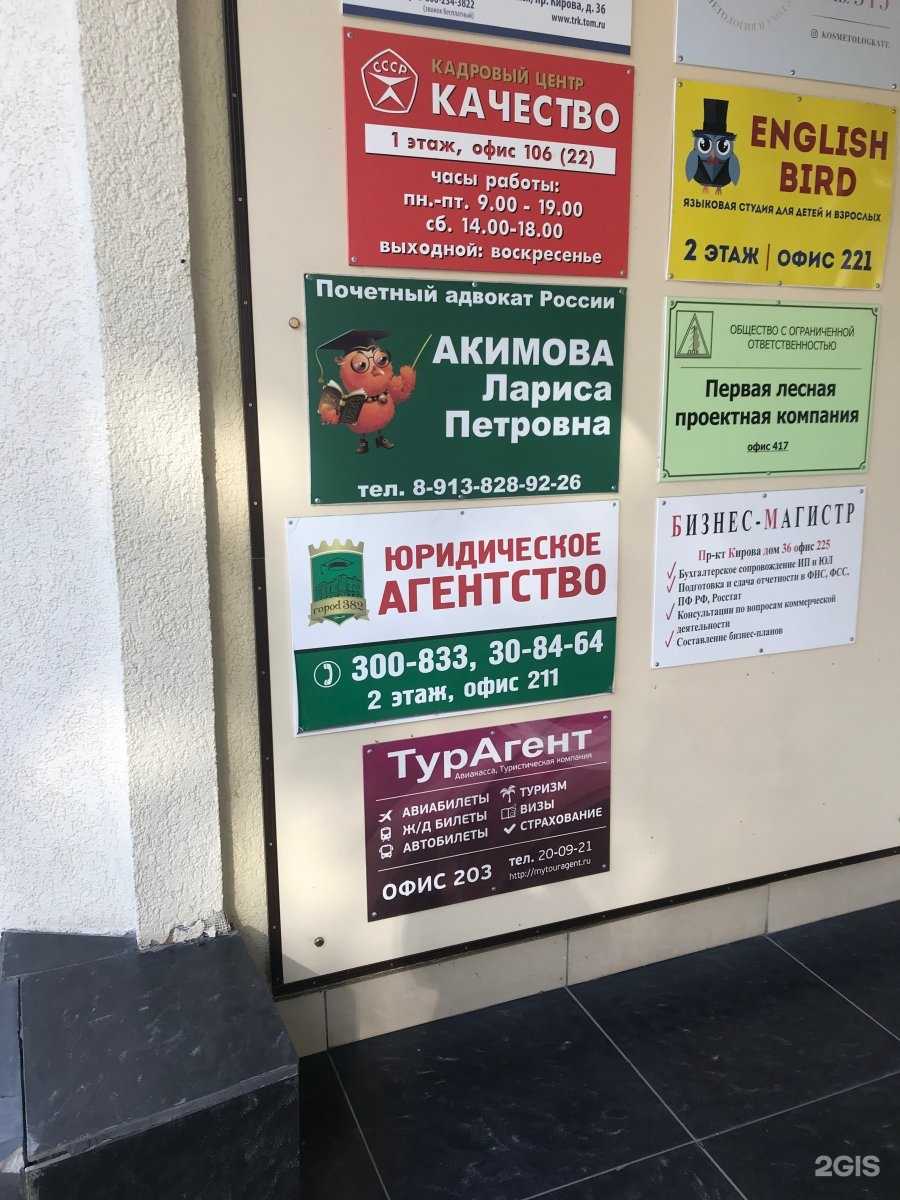 (звонок бесплатный)
пр. Кирова, д. 36
www.trk.tom.ru
KOSMETOLOGKATE
СССР
КАДРОВЫЙ ЦЕНТР
КАЧЕСТВО
1 этаж, офис 106 (22)
часы работы:
пн.-пт. 9.00 - 19.00
сб. 14.00-18.00
выходной: воскресенье
ENGLISH
BIRD
ЯЗЫКОВАЯ СТУДИЯ ДЛЯ ДЕТЕЙ И ВЗРОСЛЫХ
2 ЭТАЖ | ОФИС 221
Почетный адвокат России
АКИМОВА
Лариса
Петровна
тел. 8-913-828-92-26
ОБЩЕСТВО С ОГРАНИЧЕННОЙ
ОТВЕТСТВЕННОСТЬЮ
Первая лесная
проектная компания
офис 417
город 382
ЮРИДИЧЕСКОЕ
АГЕНТСТВО
300-833, 30-84-64
2 этаж, офис 211
БИЗНЕС-МАГИСТР
Пр-кт Кирова дом 36 офис 225
Бухгалтерское сопровождение ИП и ЮЛ
Подготовка и сдача отчетности в ФНС, ФСС,
ПФ РФ, Росстат
Консультации по вопросам коммерческой
деятельности
Составление бизнес-планов
ТурАгент
Авиакасса, Туристическая компания
АВИАБИЛЕТЫ
Ж/Д БИЛЕТЫ
АВТОБИЛЕТЫ
ТУРИЗМ
ВИЗЫ
СТРАХОВАНИЕ
ОФИС 203
тел. 20-09-21
http://mytouragent.ru
2GIS